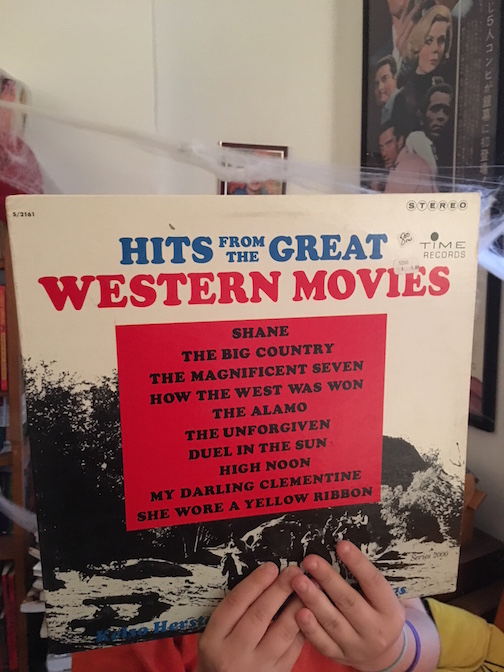 S/2161
STEREO
HITS FROM THE GREAT
TIME
RECORDS
WESTERN MOVIES
SHANE
THE BIG COUNTRY
THE MAGNIFICENT SEVEN
HOW THE WEST WAS WON
THE ALAMO
THE UNFORGIVEN
DUEL IN THE SUN
HIGH NOON
MY DARLING CLEMENTINE
SHE WORE A YELLOW RIBBON
Series 2000